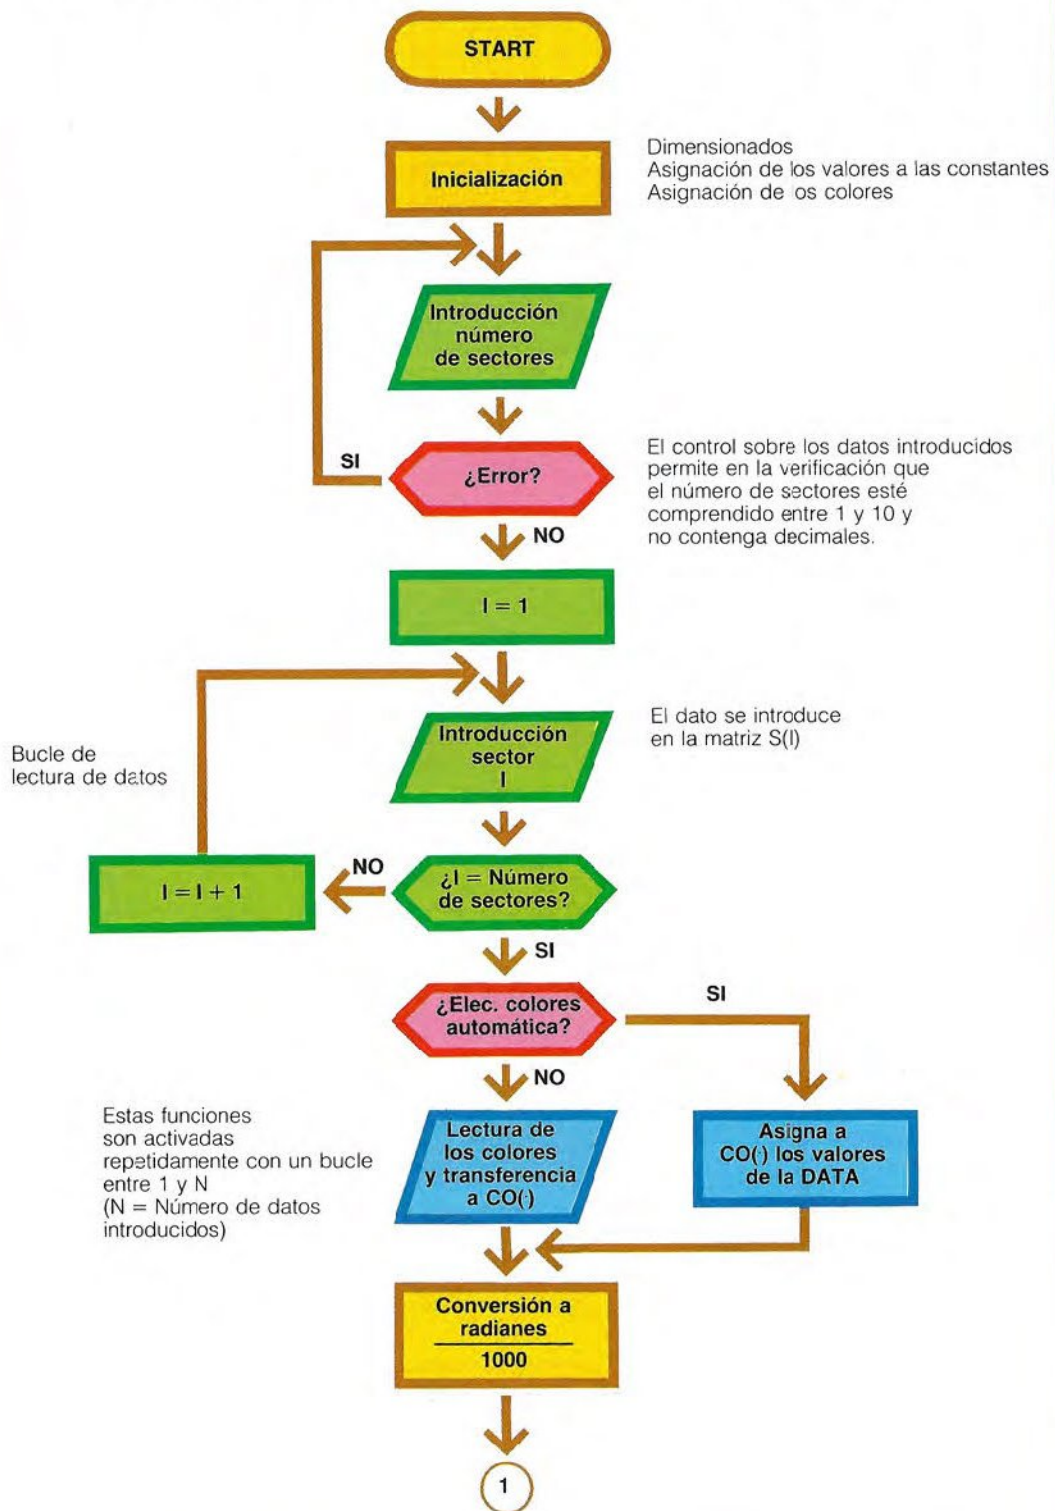 START
Inicialización
Dimensionados
Asignación de los valores a las constantes
Asignación de os colores
Introducción
número
de sectores
SI
¿Error?
El control sobre los datos introducidos
permite en la verificación que
el número de sectores esté
comprendido entre 1 y 10 y
no contenga decimales.
NO
I = 1
Bucle de
lectura de datos
Introducción
sector
I
El dato se introduce
en la matriz S(I)
I = I + 1
NO
¿I = Número
de sectores?
SI
¿Elec. colores
automática?
SI
NO
Estas funciones
son activadas
repetidamente con un bucle
entre 1 y N
(N = Número de datos
introducidos)
Lectura de
los colores
y transferencia
a CO(·)
Asigna a
CO(·) los valores
de la DATA
Conversión a
radianes
1000
1